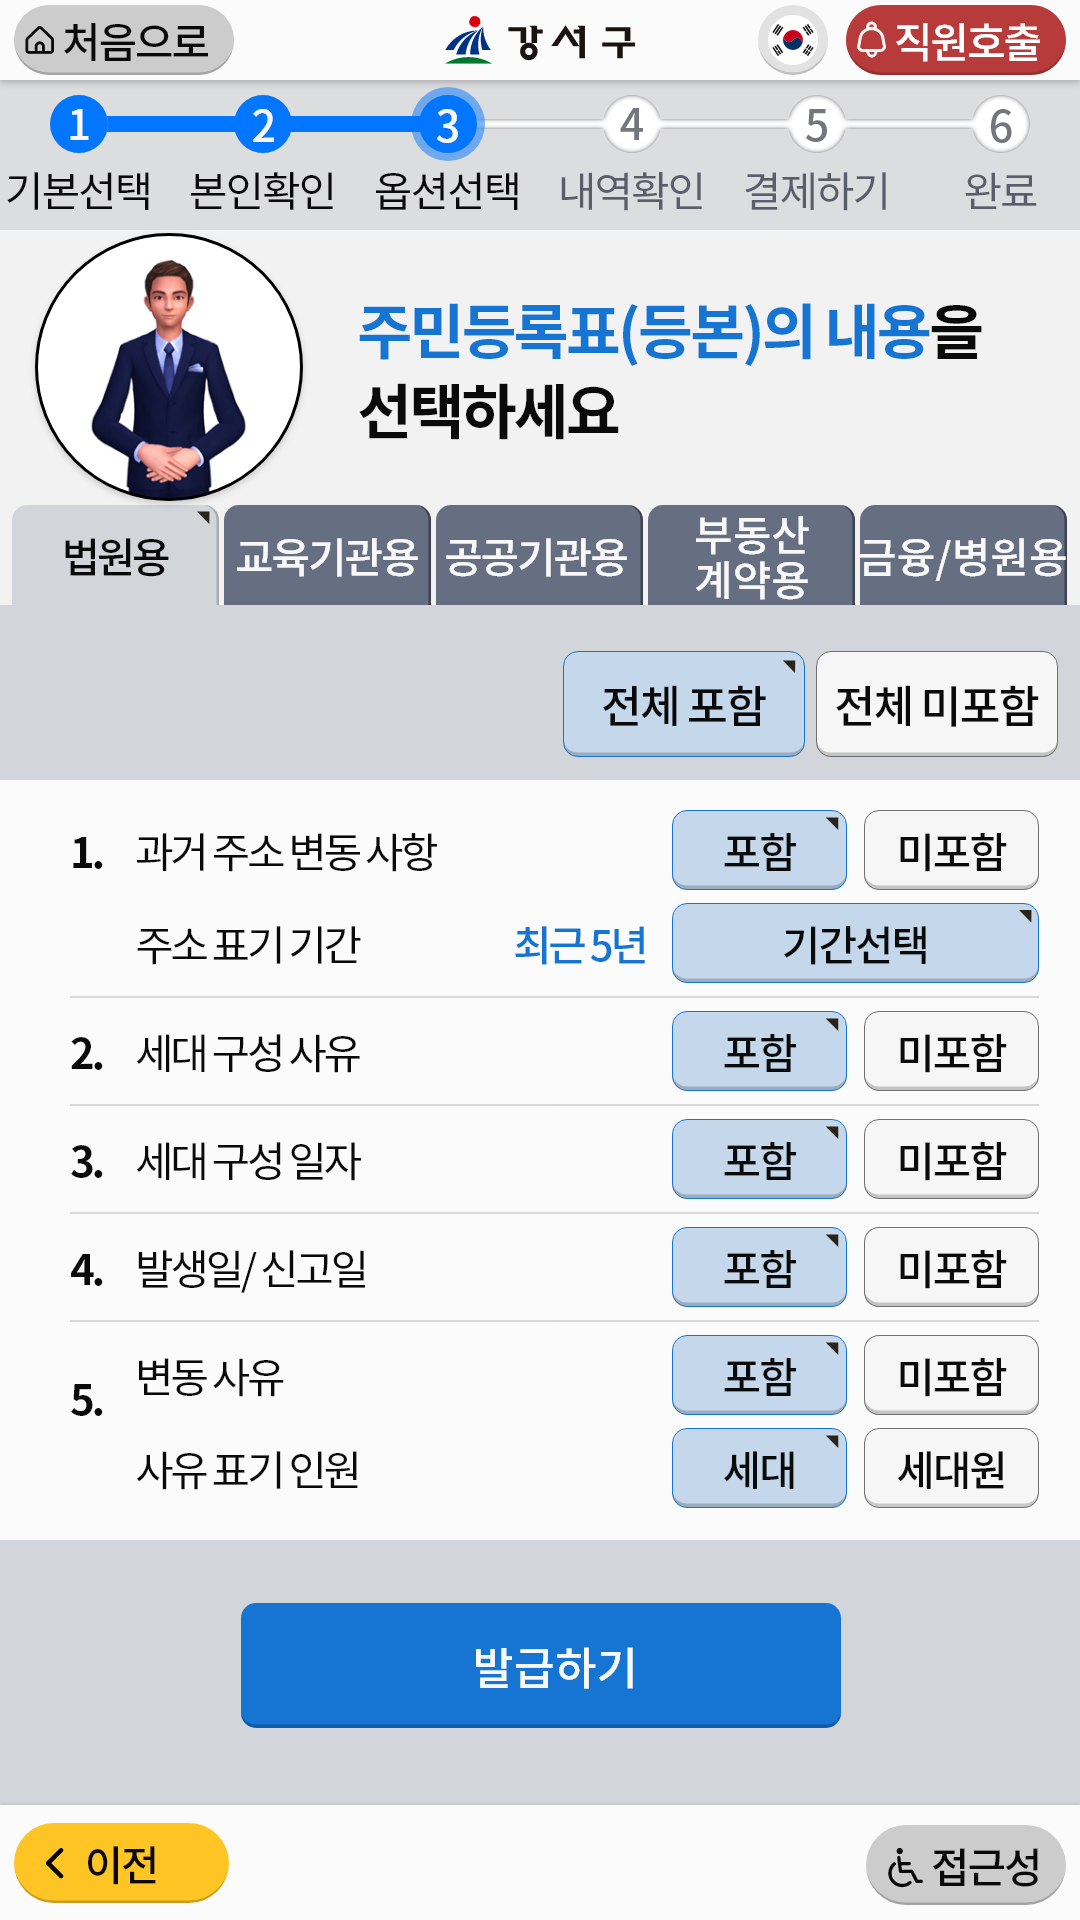 처음으로
강서구
직원호출
1 2 3 4 5 6
기본선택 본인확인 옵션선택 내역확인 결제하기 완료
주민등록표(등본)의 내용을
선택하세요
법원용 교육기관용 공공기관용 부동산 계약용 금융/병원용
전체 포함 전체 미포함
1. 과거 주소 변동 사항 포함 미포함
주소 표기 기간 최근 5년 기간선택
2. 세대 구성 사유 포함 미포함
3. 세대 구성 일자 포함 미포함
4. 발생일/ 신고일 포함 미포함
5. 변동 사유 포함 미포함
사유 표기 인원 세대 세대원
발급하기
이전
접근성